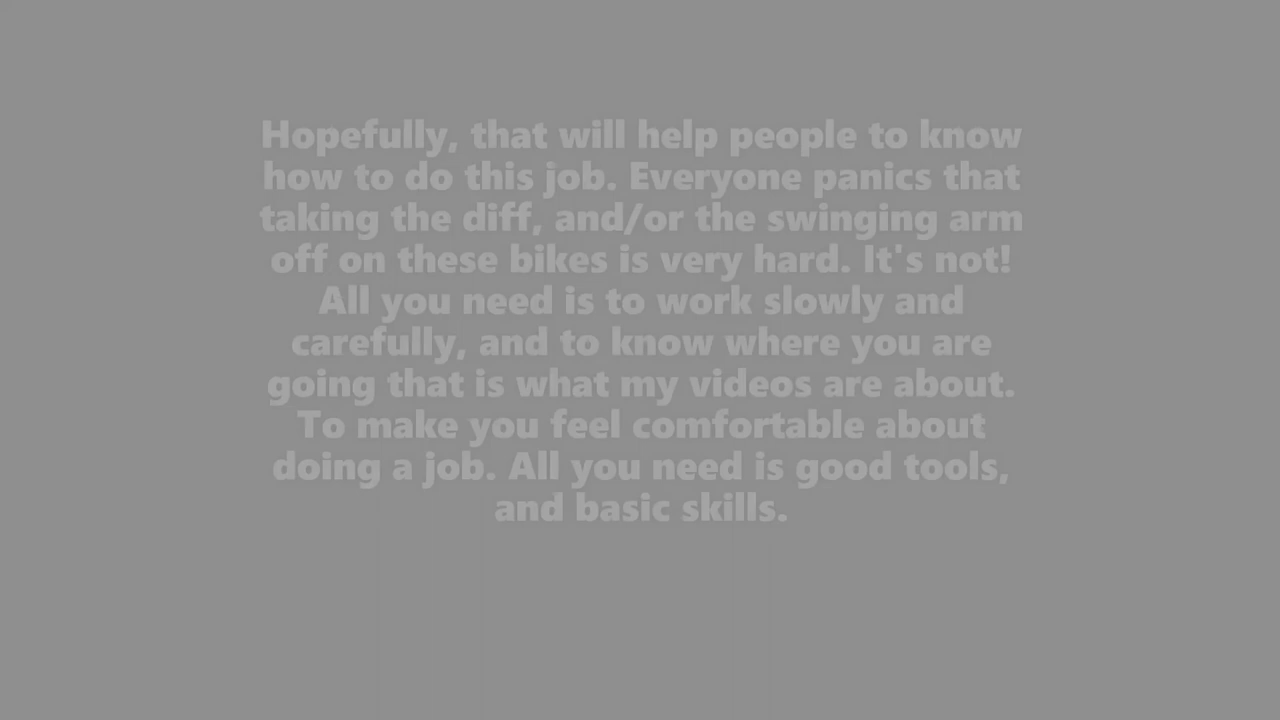 Hopefully, that will help people to know
how to do this job. Everyone panics that
taking the diff, and/or the swinging arm
off on these bikes is very hard. It's not!
All you need is to work slowly and
carefully, and to know where you are
going that is what my videos are about.
To make you feel comfortable about
doing a job. All you need is good tools,
and basic skills.